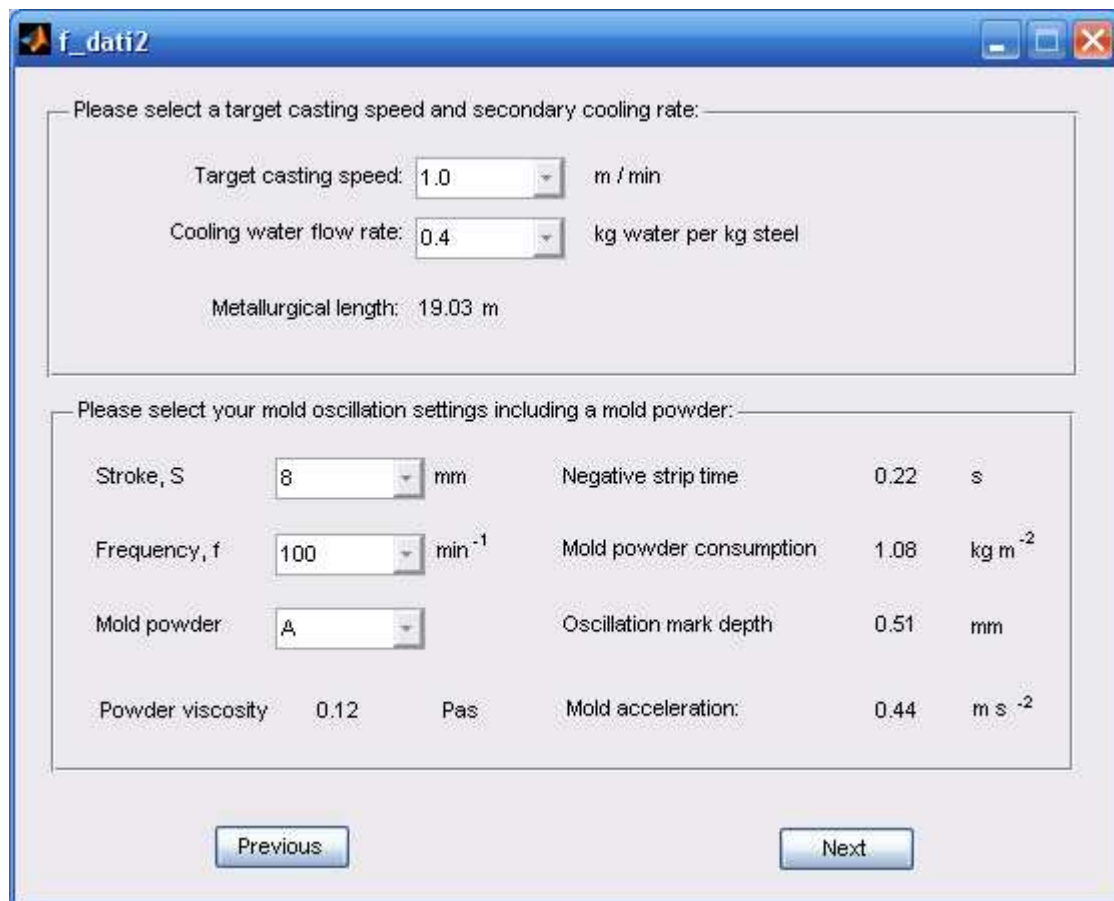 f_dati2
Please select a target casting speed and secondary cooling rate:
Target casting speed: 1.0 m / min
Cooling water flow rate: 0.4 kg water per kg steel
Metallurgical length: 19.03 m
Please select your mold oscillation settings including a mold powder:
Stroke, S 8 mm Negative strip time 0.22 s
Frequency, f 100 min -1 Mold powder consumption 1.08 kg m -2
Mold powder A Oscillation mark depth 0.51 mm
Powder viscosity 0.12 Pas Mold acceleration: 0.44 m s -2
Previous Next